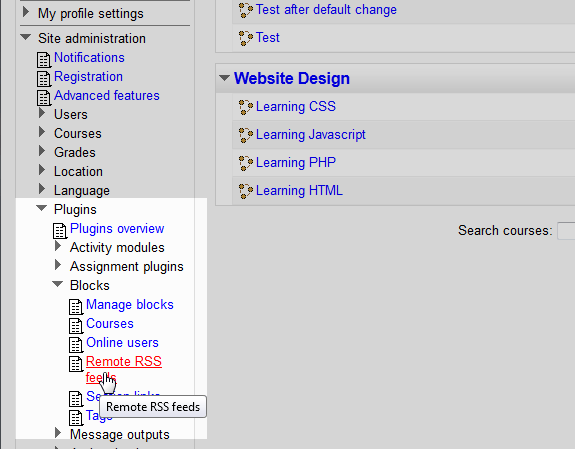 My profile settings
Site administration
Notifications
Registration
Advanced features
Users
Courses
Grades
Location
Language
Plugins
Plugins overview
Activity modules
Assignment plugins
Blocks
Manage blocks
Courses
Online users
Remote RSS
feeds
links
Tags
Remote RSS feeds
Message outputs
Test after default change
Test
Website Design
Learning CSS
Learning Javascript
Learning PHP
Learning HTML
Search courses: